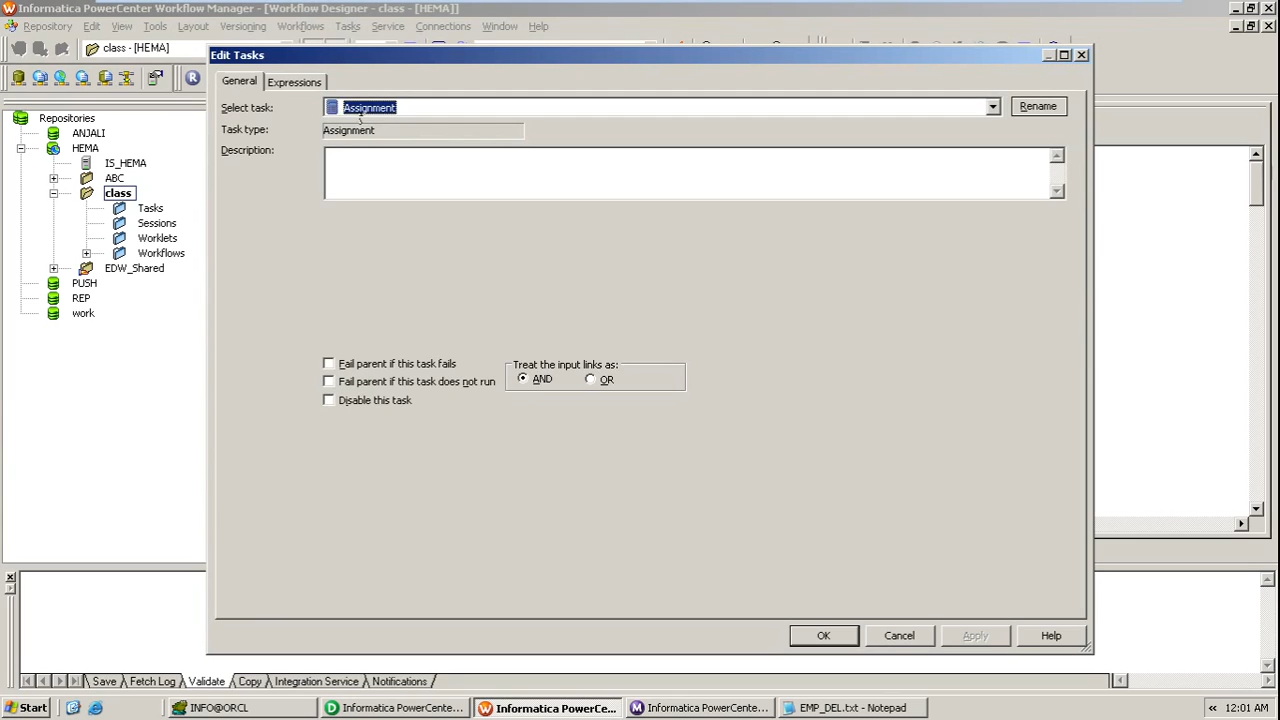 Informatica PowerCenter Workflow Manager - [Workflow Designer - class - [HEMA]]
Repository Edit View Tools Layout Versioning Workflows Tasks Service Connections Window Help
class - [HEMA]
Edit Tasks
General Expressions
Select task: Assignment Rename
Task type: Assignment
Description:
Fail parent if this task fails
Fail parent if this task does not run
Disable this task
Treat the input links as:
AND OR
OK Cancel Apply Help
Repositories
ANJALI
HEMA
IS_HEMA
ABC
class
Tasks
Sessions
Worklets
Workflows
EDW_Shared
PUSH
REP
work
Save Fetch Log Validate Copy Integration Service Notifications
Start INFO@ORCL Informatica PowerCente... Informatica PowerCe... Informatica PowerCente... EMP_DEL.txt - Notepad « 12:01 AM